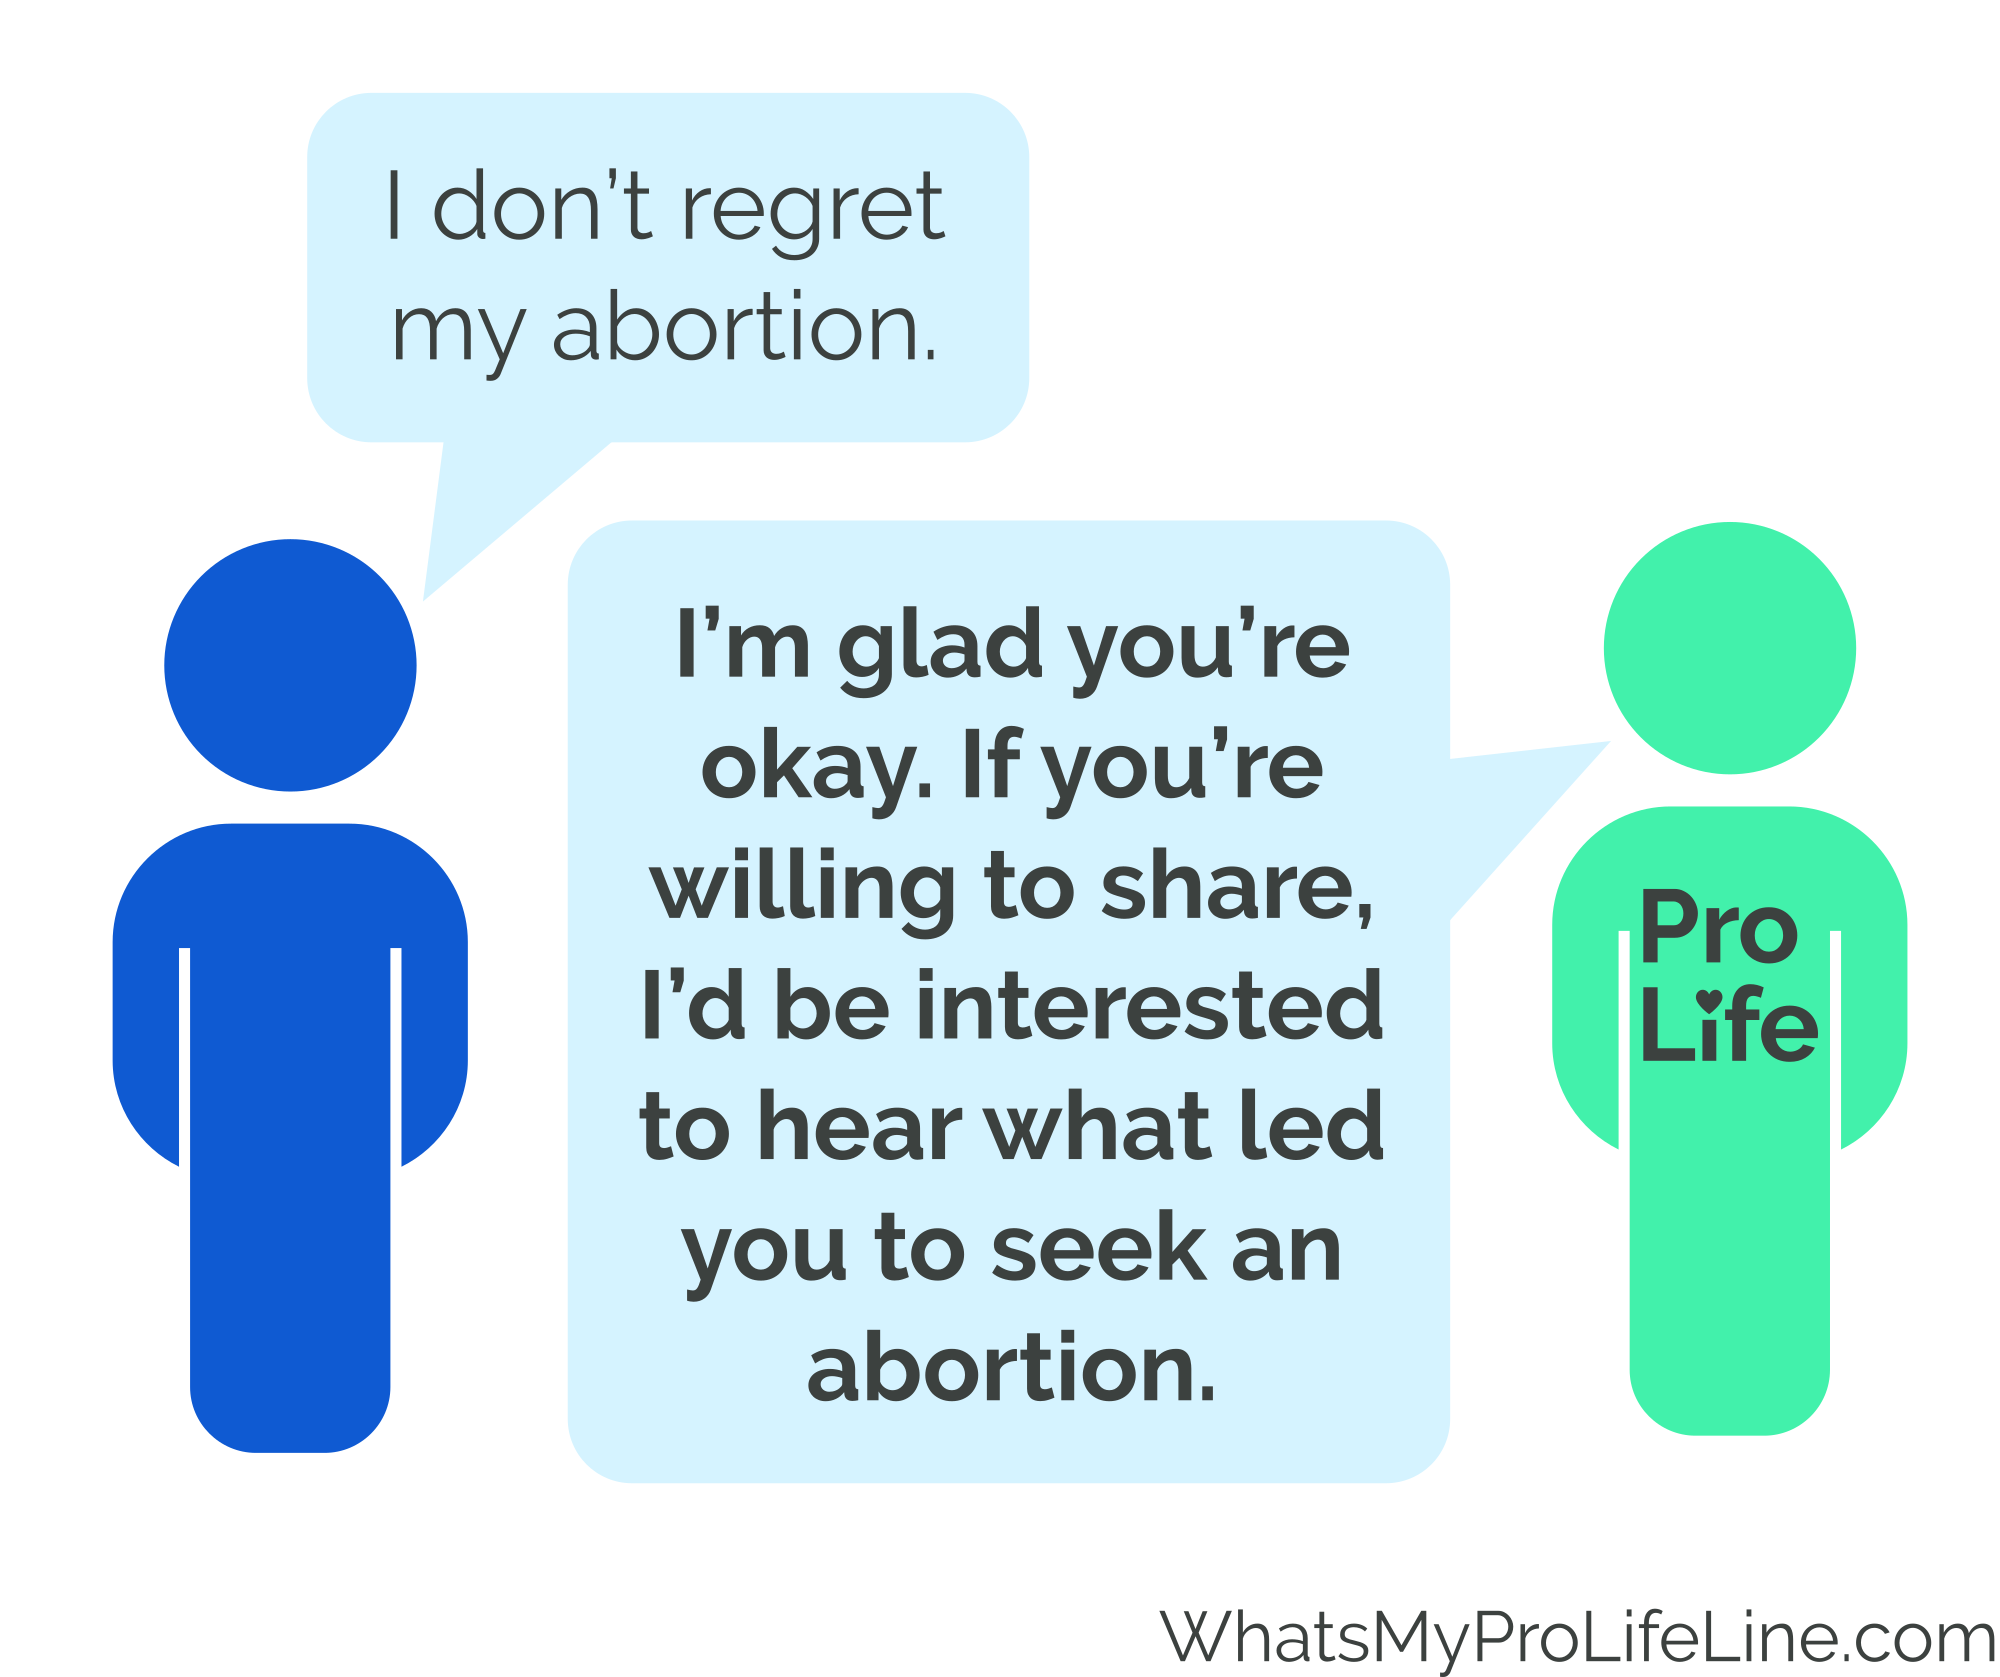 I don’t regret
my abortion.
I’m glad you’re
okay. If you’re
willing to share,
I’d be interested
to hear what led
you to seek an
abortion.
Pro
Life
WhatsMyProLifeLine.com